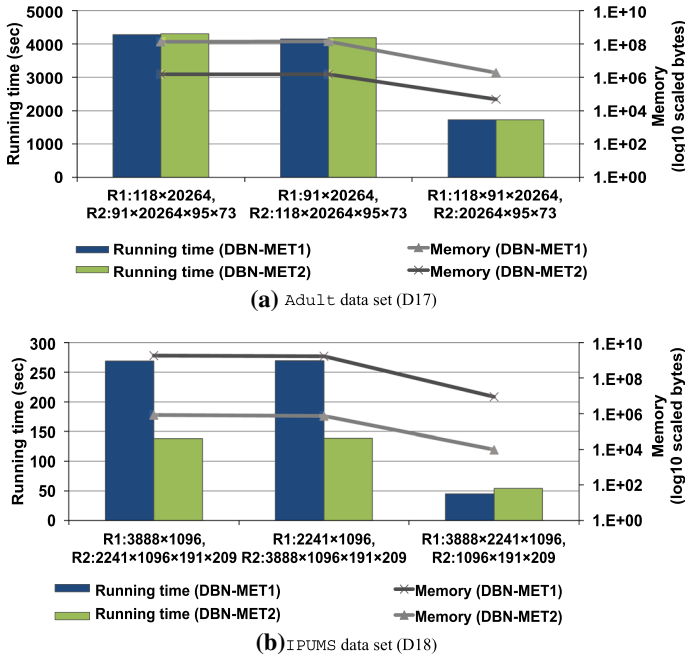 5000
4000
3000
2000
1000
0
Running time (sec)
1.E+10
1.E+08
1.E+06
1.E+04
1.E+02
1.E+00
Memory
(log10 scaled bytes)
R1:118×20264,
R2:91×20264×95×73
R1:91×20264,
R2:118×20264×95×73
R1:118×91×20264,
R2:20264×95×73
Running time (DBN-MET1)
Memory (DBN-MET1)
Running time (DBN-MET2)
Memory (DBN-MET2)
(a) Adult data set (D17)
300
250
200
150
100
50
0
Running time (sec)
1.E+10
1.E+08
1.E+06
1.E+04
1.E+02
1.E+00
Memory
(log10 scaled bytes)
R1:3888×1096,
R2:2241×1096×191×209
R1:2241×1096,
R2:3888×1096×191×209
R1:3888×2241×1096,
R2:1096×191×209
Running time (DBN-MET1)
Memory (DBN-MET1)
Running time (DBN-MET2)
Memory (DBN-MET2)
(b) IPUMS data set (D18)